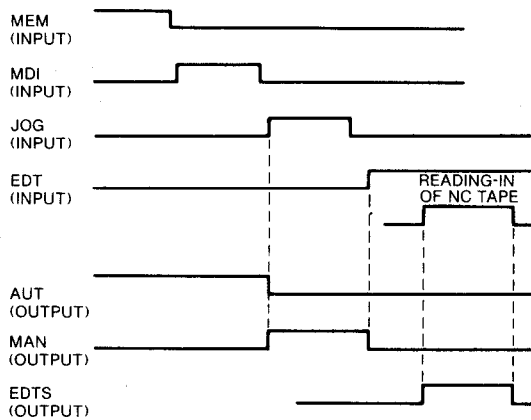 MEM
(INPUT)
MDI
(INPUT)
JOG
(INPUT)
EDT
(INPUT)
READING-IN
OF NC TAPE
AUT
(OUTPUT)
MAN
(OUTPUT)
EDTS
(OUTPUT)